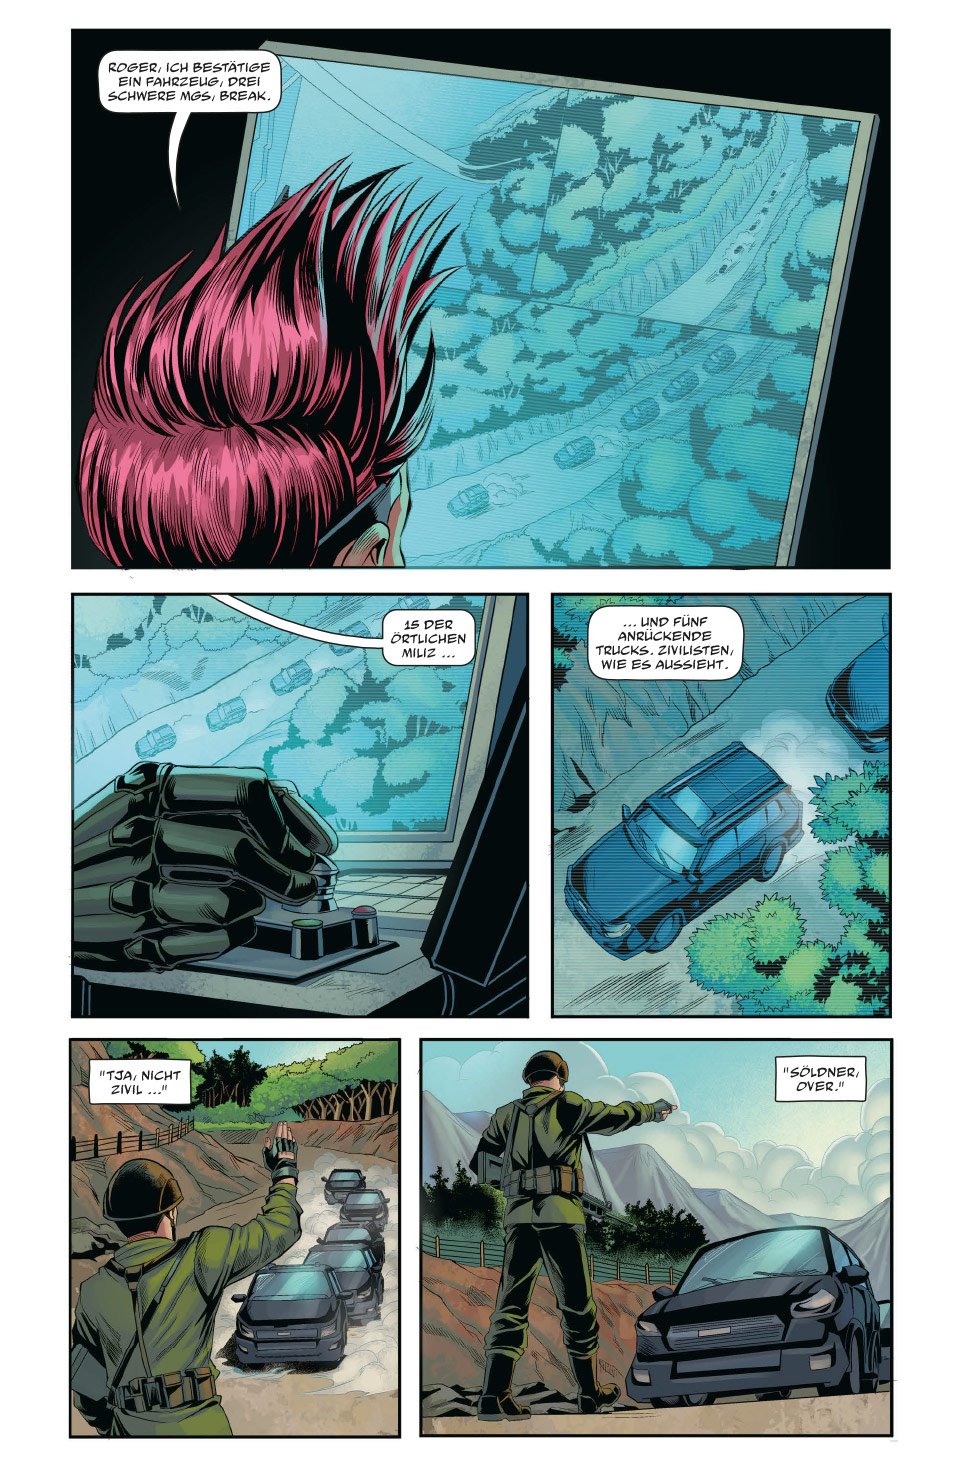 ROGER, ICH BESTÄTIGE
EIN FAHRZEUG, DREI
SCHWERE MGS, BREAK.
15 DER
ÖRTLICHEN
MILIZ ...
... UND FÜNF
ANRÜCKENDE
TRUCKS. ZIVILISTEN,
WIE ES AUSSIEHT.
"TJA, NICHT
ZIVIL ..."
"SÖLDNER,
OVER."